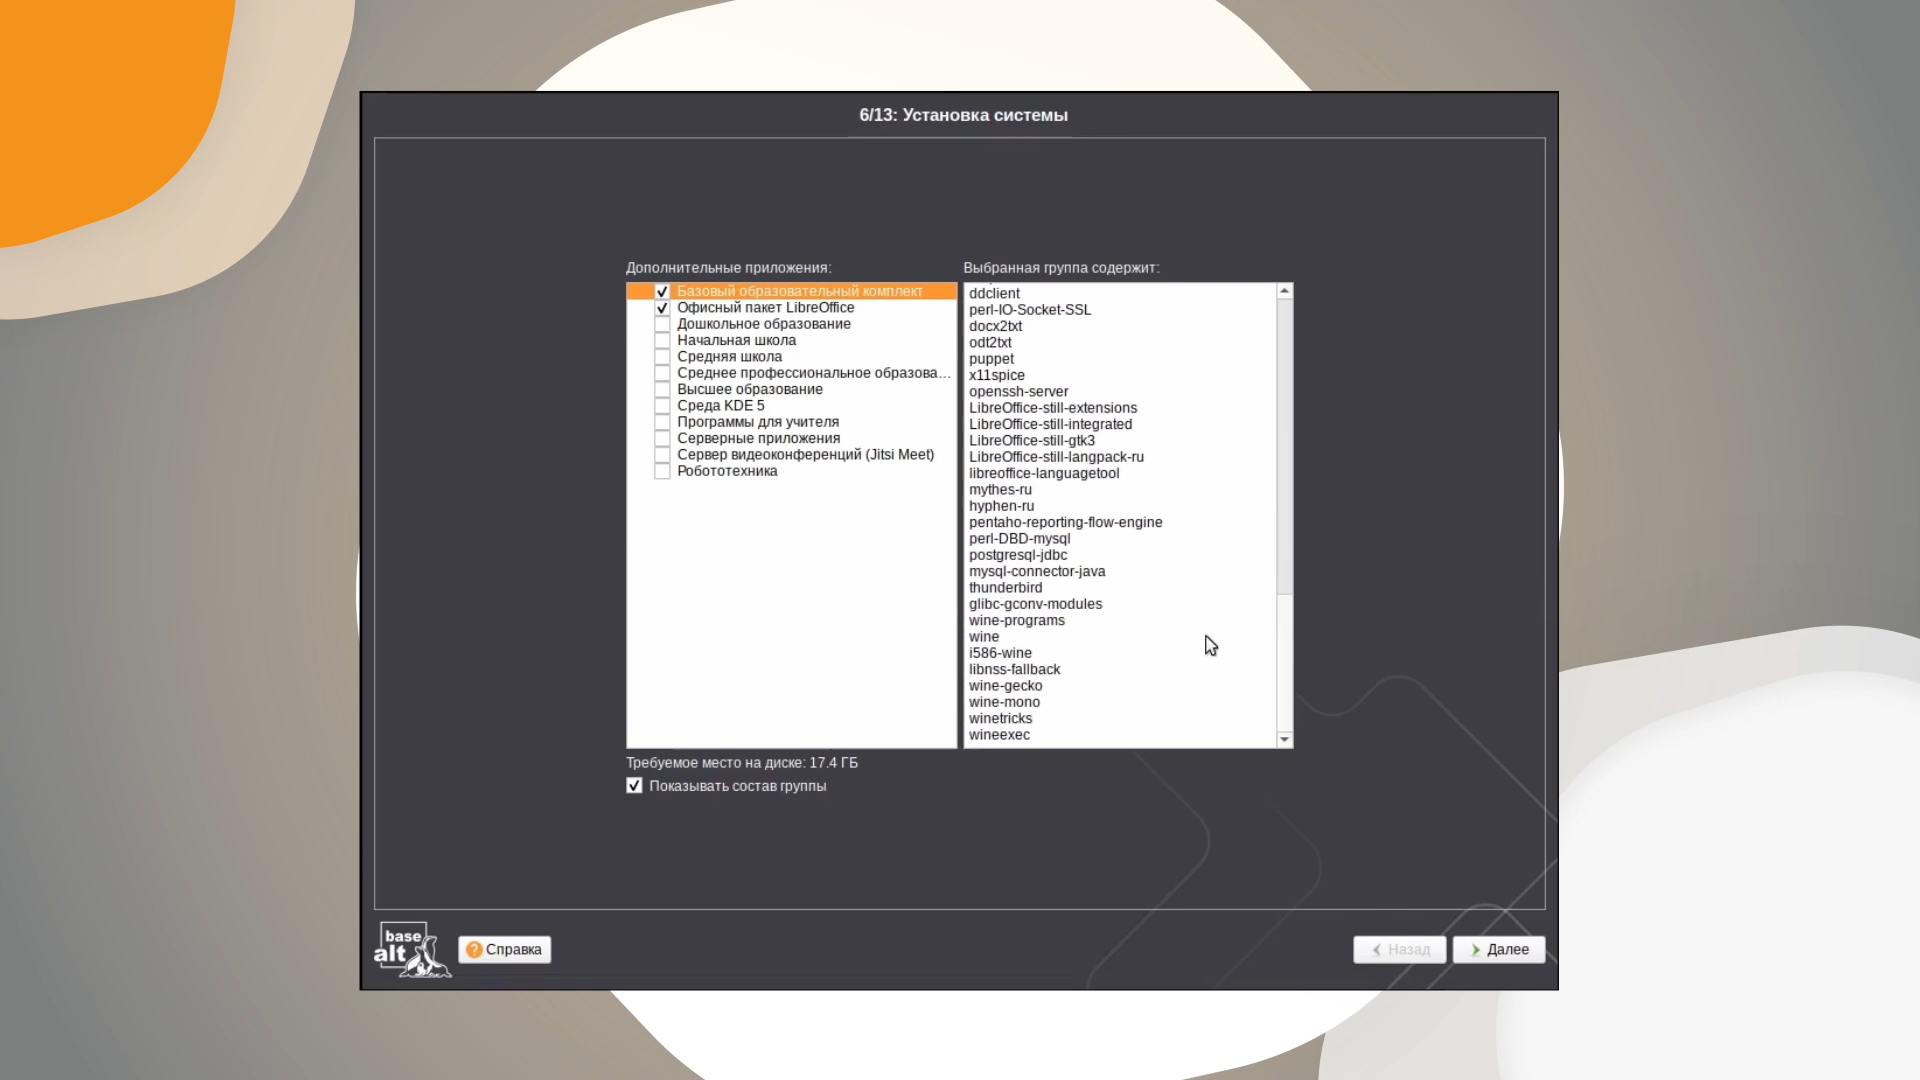 6/13: Установка системы
Дополнительные приложения:
Базовый образовательный комплект
Офисный пакет LibreOffice
Дошкольное образование
Начальная школа
Средняя школа
Среднее профессиональное образова...
Высшее образование
Среда KDE 5
Программы для учителя
Серверные приложения
Сервер видеоконференций (Jitsi Meet)
Робототехника
Выбранная группа содержит:
ddclient
perl-IO-Socket-SSL
docx2txt
odt2txt
puppet
x11spice
openssh-server
LibreOffice-still-extensions
LibreOffice-still-integrated
LibreOffice-still-gtk3
LibreOffice-still-langpack-ru
libreoffice-languagetool
mythes-ru
hyphen-ru
pentaho-reporting-flow-engine
perl-DBD-mysql
postgresql-jdbc
mysql-connector-java
thunderbird
glibc-gconv-modules
wine-programs
wine
i586-wine
libnss-fallback
wine-gecko
wine-mono
winetricks
wineexec
Требуемое место на диске: 17.4 ГБ
Показывать состав группы
base
alt
? Справка
Назад
Далее